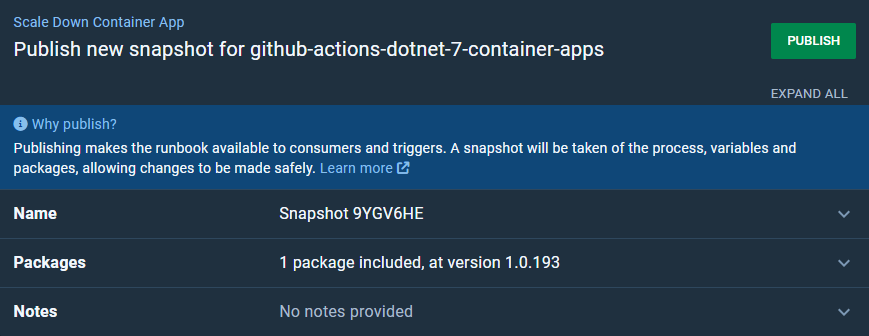 Scale Down Container App
Publish new snapshot for github-actions-dotnet-7-container-apps
PUBLISH
EXPAND ALL
Why publish?
Publishing makes the runbook available to consumers and triggers. A snapshot will be taken of the process, variables and
packages, allowing changes to be made safely. Learn more
Name Snapshot 9YGV6HE
Packages 1 package included, at version 1.0.193
Notes No notes provided